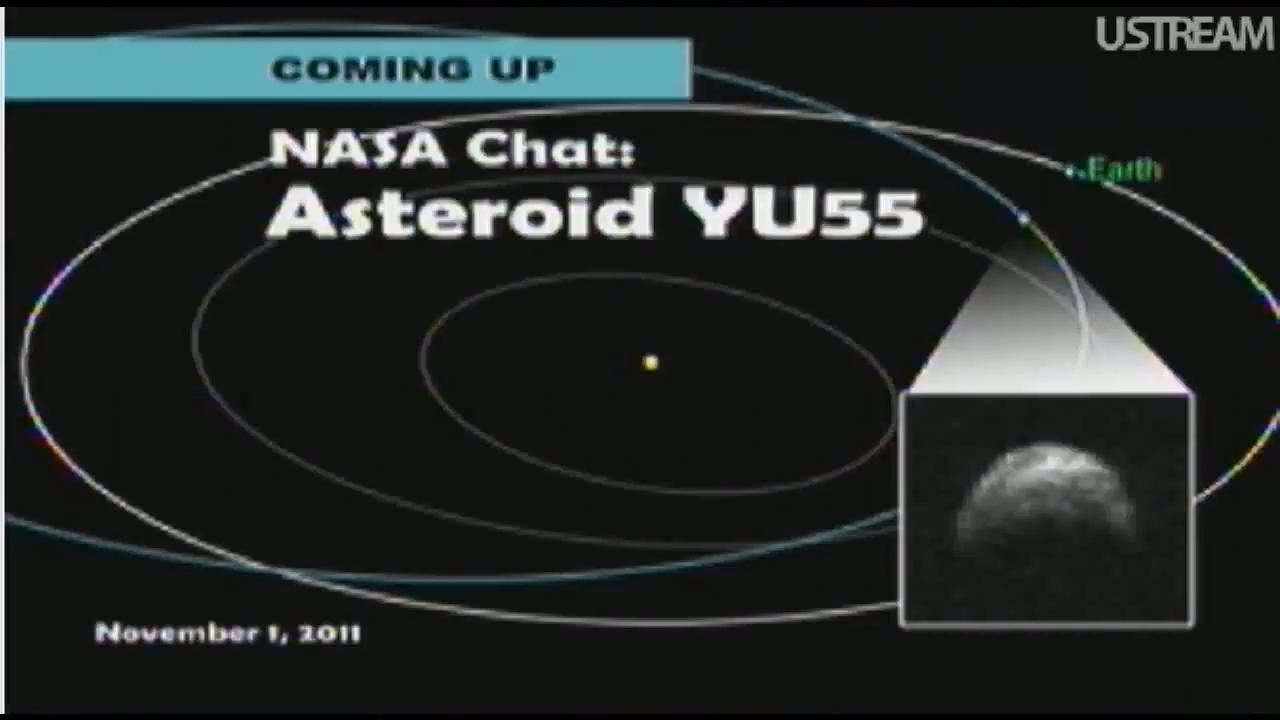 USTREAM
COMING UP
NASA Chat:
Asteroid YU55
Earth
November 1, 2011